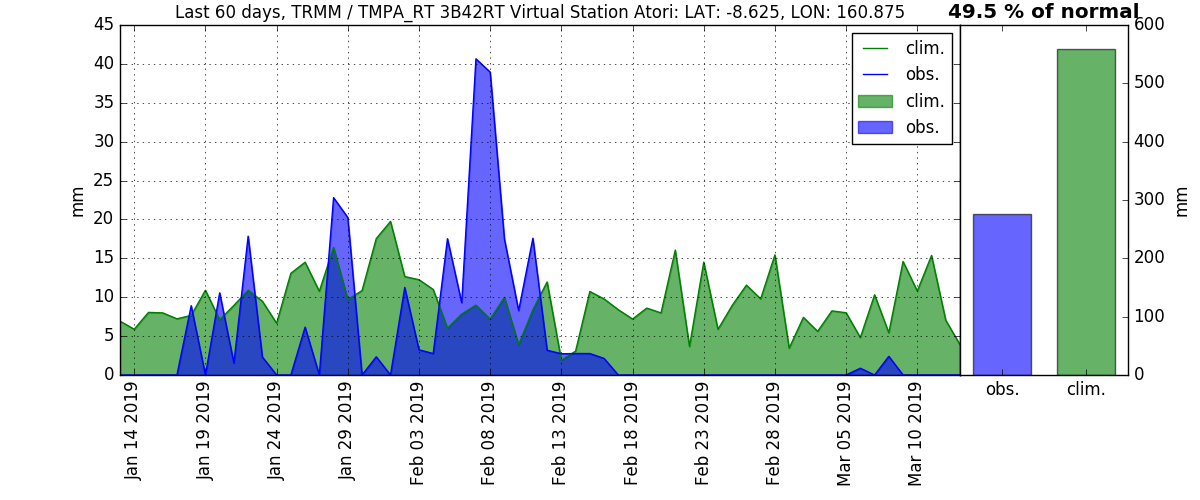 Last 60 days, TRMM / TMPA_RT 3B42RT Virtual Station Atori: LAT: -8.625, LON: 160.875
49.5 % of normal
45
40
35
30
25
20
15
10
5
0
mm
clim.
obs.
clim.
obs.
Jan 14 2019
Jan 19 2019
Jan 24 2019
Jan 29 2019
Feb 03 2019
Feb 08 2019
Feb 13 2019
Feb 18 2019
Feb 23 2019
Feb 28 2019
Mar 05 2019
Mar 10 2019
600
500
400
300
200
100
0
mm
obs.
clim.